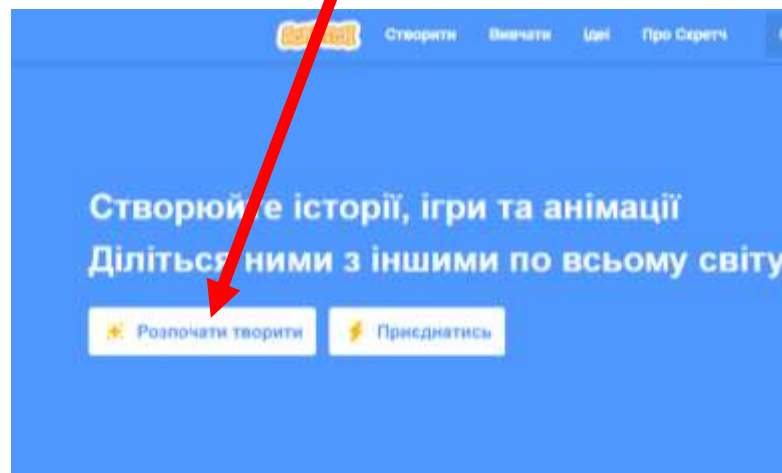 Створити Вивчати Ідеї Про Скретч
Створюйте історії, ігри та анімації
Діліться ними з іншими по всьому світу
Розпочати творити Приєднатись